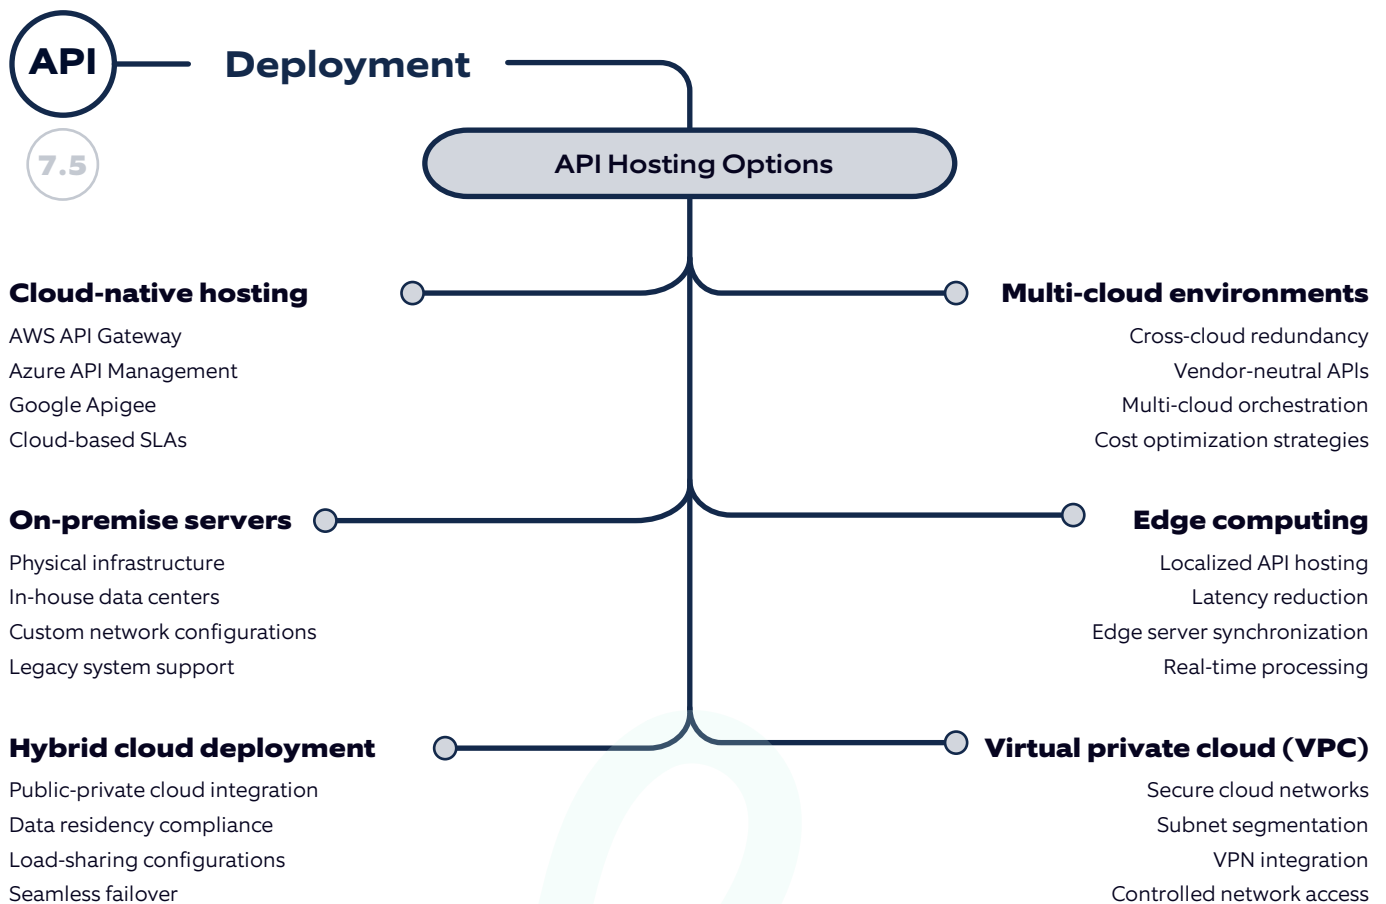 API
Deployment
7.5
API Hosting Options
Cloud-native hosting
AWS API Gateway
Azure API Management
Google Apigee
Cloud-based SLAs
Multi-cloud environments
Cross-cloud redundancy
Vendor-neutral APIs
Multi-cloud orchestration
Cost optimization strategies
On-premise servers
Physical infrastructure
In-house data centers
Custom network configurations
Legacy system support
Edge computing
Localized API hosting
Latency reduction
Edge server synchronization
Real-time processing
Hybrid cloud deployment
Public-private cloud integration
Data residency compliance
Load-sharing configurations
Seamless failover
Virtual private cloud (VPC)
Secure cloud networks
Subnet segmentation
VPN integration
Controlled network access